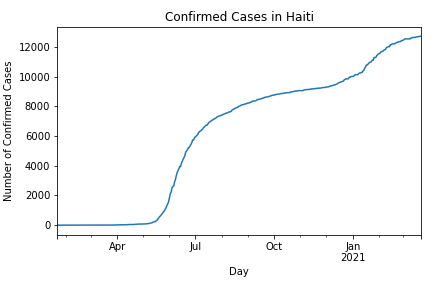 Confirmed Cases in Haiti
Number of Confirmed Cases
12000
10000
8000
6000
4000
2000
0
Apr Jul Oct Jan
2021
Day